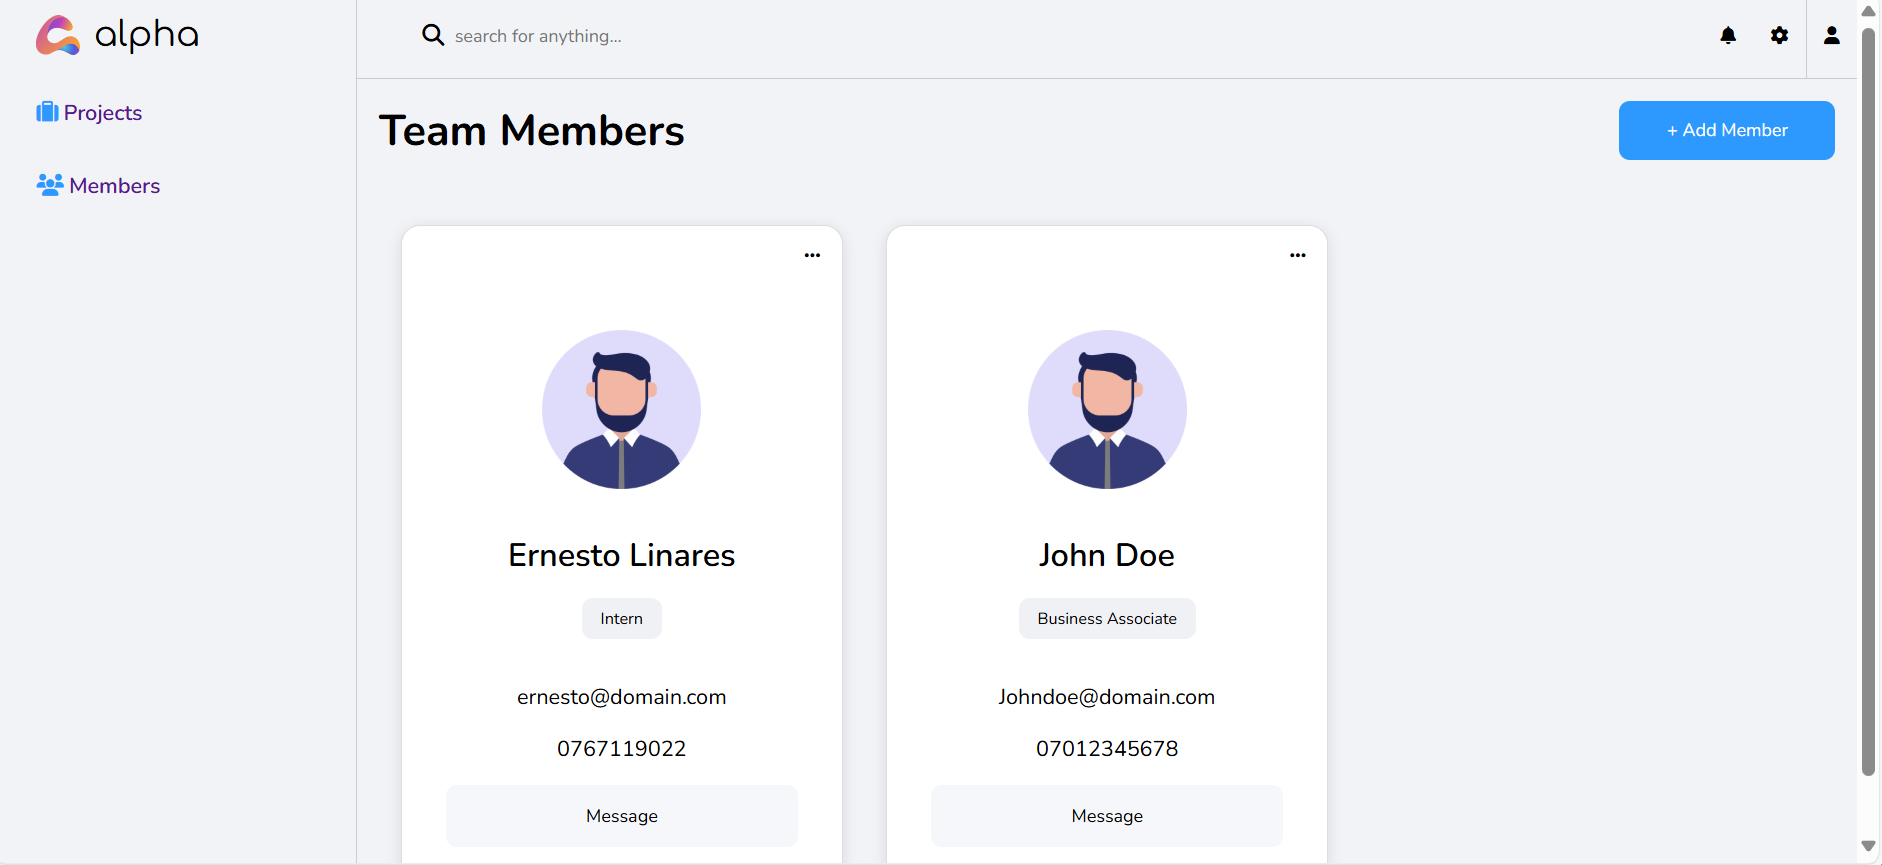 alpha
search for anything...
Projects
Members
Team Members
+ Add Member
Ernesto Linares
Intern
ernesto@domain.com
0767119022
Message
John Doe
Business Associate
Johndoe@domain.com
07012345678
Message